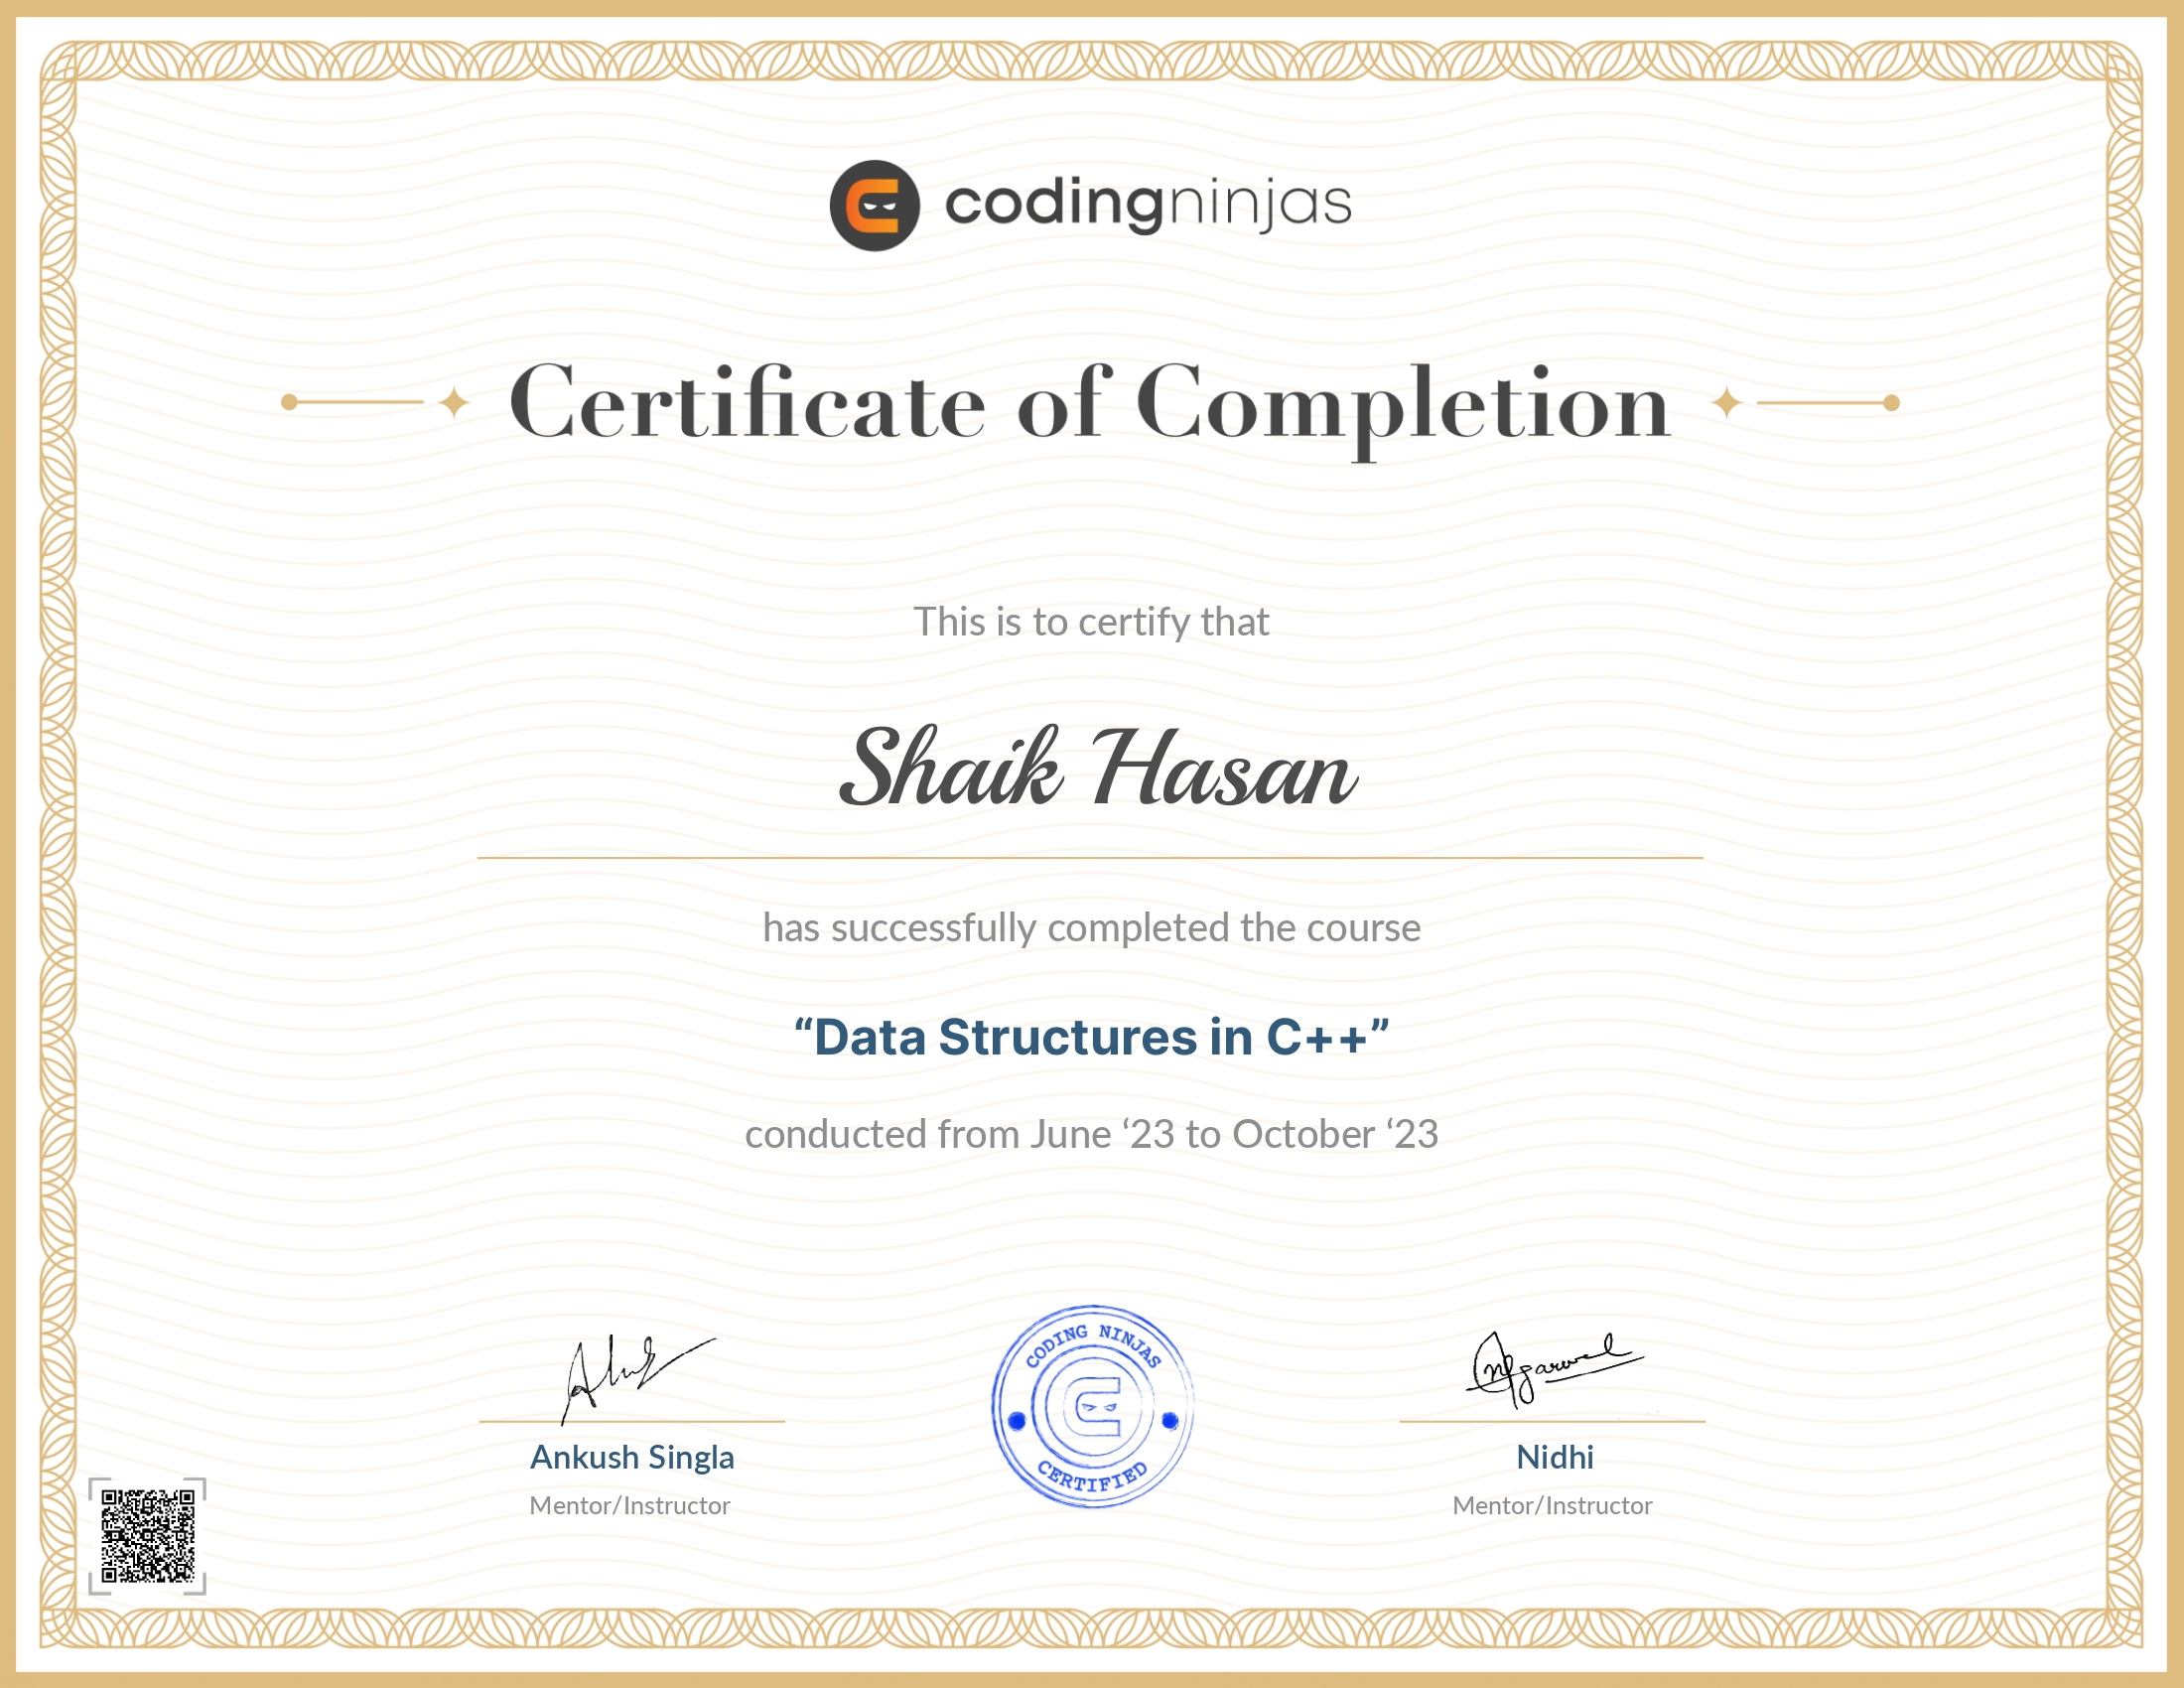 codingninjas
Certificate of Completion
This is to certify that
Shaik Hasan
has successfully completed the course
“Data Structures in C++”
conducted from June ‘23 to October ‘23
CODING NINJAS
CERTIFIED
Ankush Singla
Mentor/Instructor
Nidhi
Mentor/Instructor